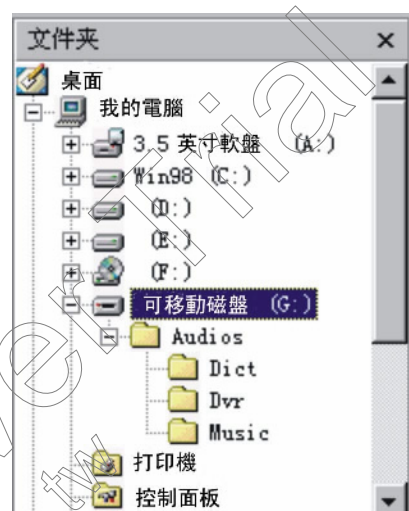 文件夹
桌面
我的電腦
3.5 英寸軟盤 (A:)
Win98 (C:)
(D:)
(E:)
(F:)
可移動磁盤 (G:)
Audios
Dict
Dvr
Music
打印機
控制面板